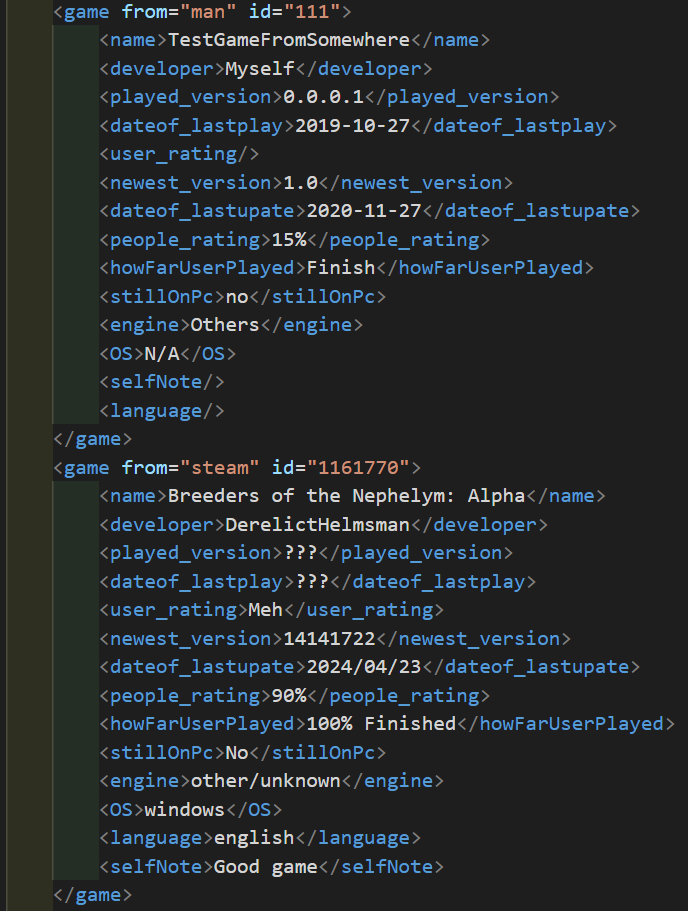 <game from="man" id="111">
<name>TestGameFromSomewhere</name>
<developer>Myself</developer>
<played_version>0.0.0.1</played_version>
<dateof_lastplay>2019-10-27</dateof_lastplay>
<user_rating/>
<newest_version>1.0</newest_version>
<dateof_lastupate>2020-11-27</dateof_lastupate>
<people_rating>15%</people_rating>
<howFarUserPlayed>Finish</howFarUserPlayed>
<stillOnPc>no</stillOnPc>
<engine>Others</engine>
<OS>N/A</OS>
<selfNote/>
<language/>
</game>
<game from="steam" id="1161770">
<name>Breeders of the Nephelym: Alpha</name>
<developer>DerelictHelmsman</developer>
<played_version>???</played_version>
<dateof_lastplay>???</dateof_lastplay>
<user_rating>Meh</user_rating>
<newest_version>14141722</newest_version>
<dateof_lastupate>2024/04/23</dateof_lastupate>
<people_rating>90%</people_rating>
<howFarUserPlayed>100% Finished</howFarUserPlayed>
<stillOnPc>No</stillOnPc>
<engine>other/unknown</engine>
<OS>windows</OS>
<language>english</language>
<selfNote>Good game</selfNote>
</game>